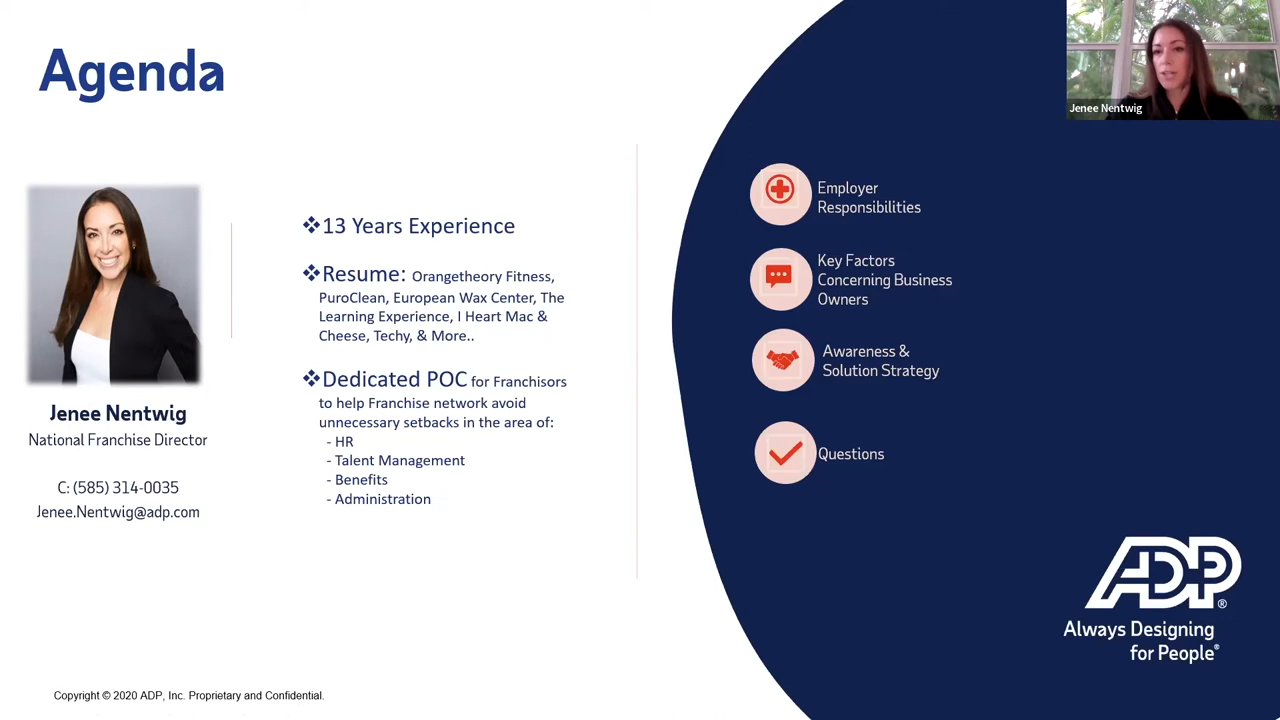 Agenda
Jenee Nentwig
Jenee Nentwig
National Franchise Director
C: (585) 314-0035
Jenee.Nentwig@adp.com
❖13 Years Experience
❖Resume: Orangetheory Fitness,
PuroClean, European Wax Center, The
Learning Experience, I Heart Mac &
Cheese, Techy, & More..
❖Dedicated POC for Franchisors
to help Franchise network avoid
unnecessary setbacks in the area of:
- HR
- Talent Management
- Benefits
- Administration
Employer
Responsibilities
Key Factors
Concerning Business
Owners
Awareness &
Solution Strategy
Questions
ADP®
Always Designing
for People®
Copyright © 2020 ADP, Inc. Proprietary and Confidential.